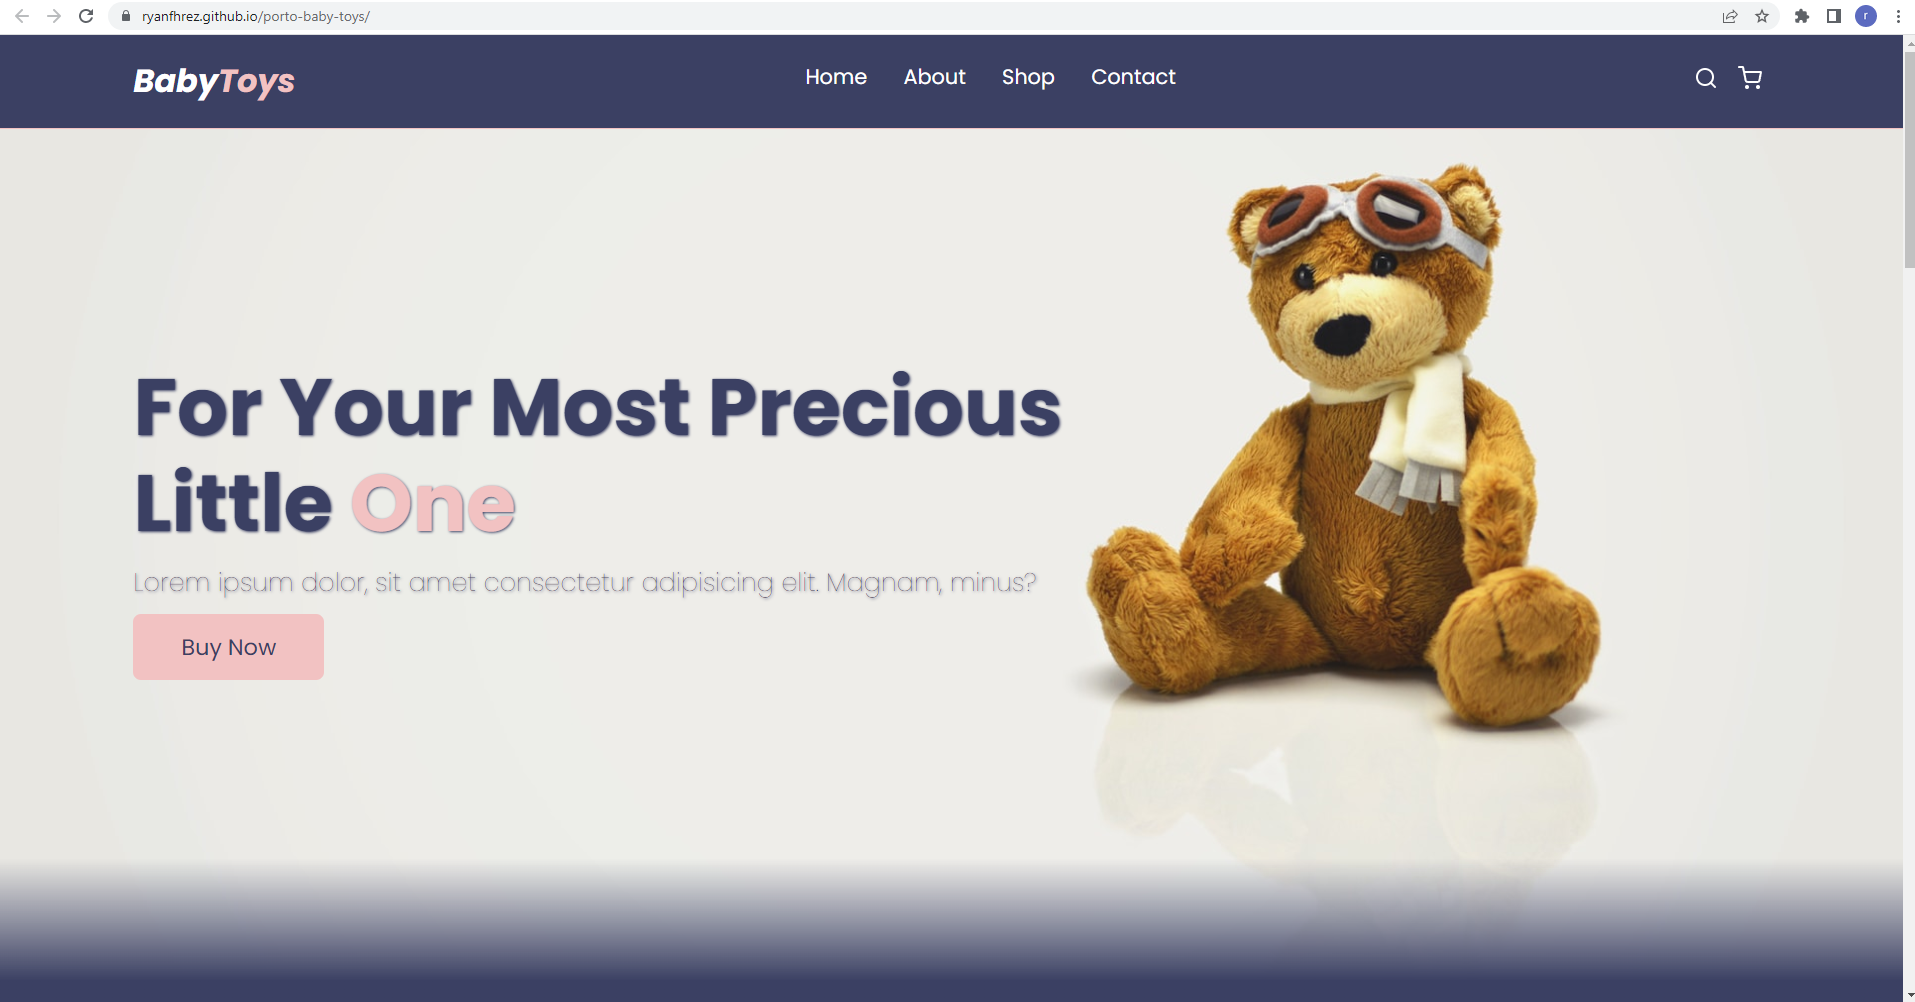 ryanfhrez.github.io/porto-baby-toys/
r
BabyToys
Home About Shop Contact
For Your Most Precious
Little One
Lorem ipsum dolor, sit amet consectetur adipisicing elit. Magnam, minus?
Buy Now